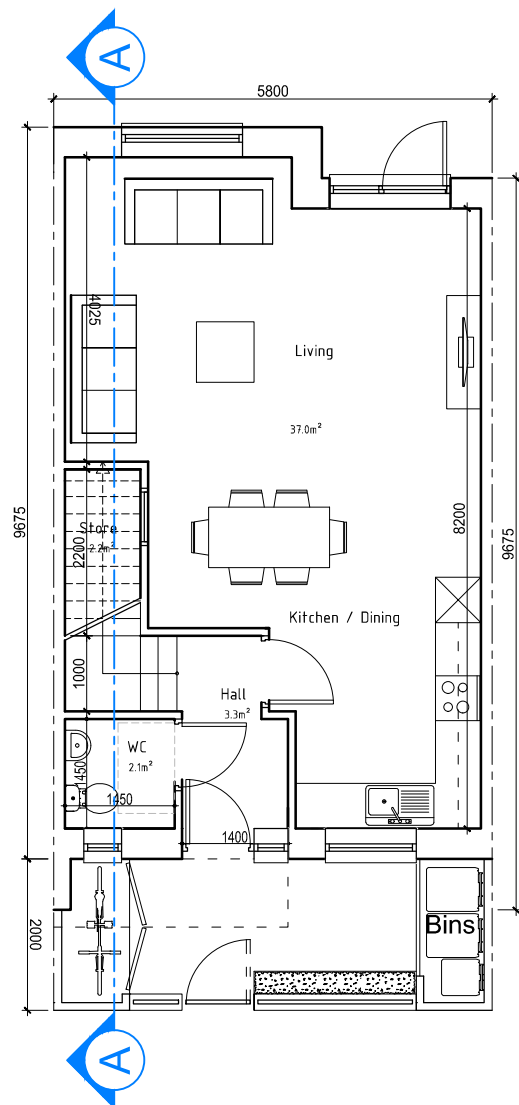 A
5800
4025
Living
37.0m²
9675
9675
8200
Store
2.2m²
2200
Kitchen / Dining
1000
Hall
3.3m²
WC
2.1m²
1450
1450
1400
2000
Bins
A